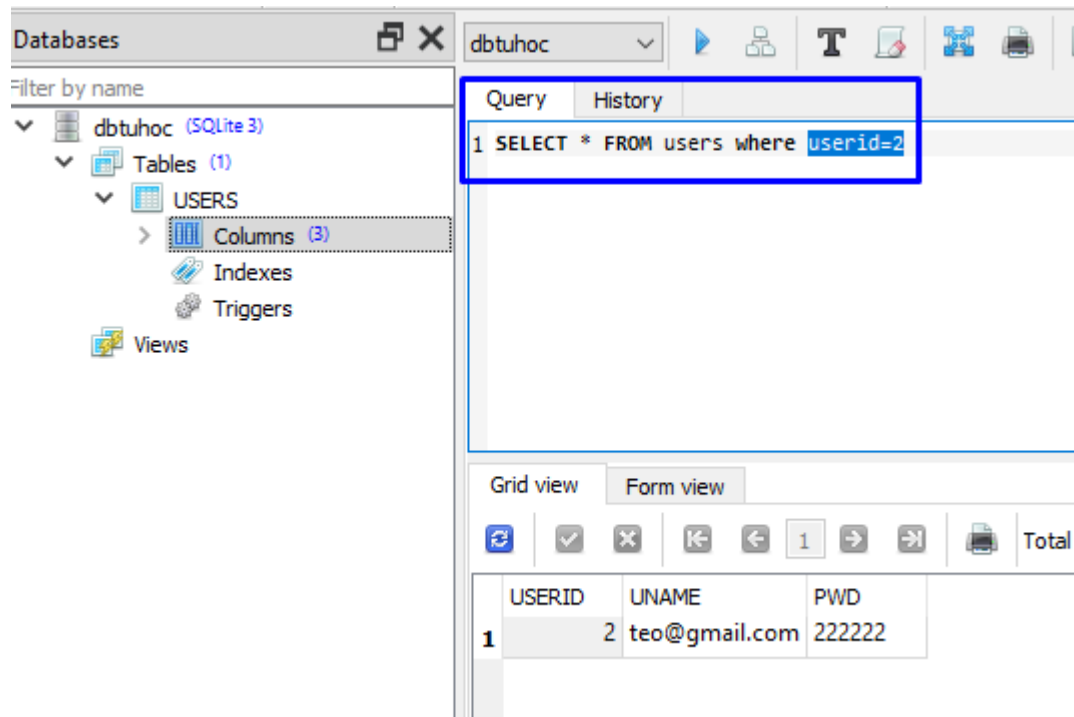 Databases
Filter by name
dbtuhoc (SQLite 3)
Tables (1)
USERS
Columns (3)
Indexes
Triggers
Views
dbtuhoc
T
Query History
1 SELECT * FROM users where userid=2
Grid view Form view
1 Total
USERID UNAME PWD
1 2 teo@gmail.com 222222